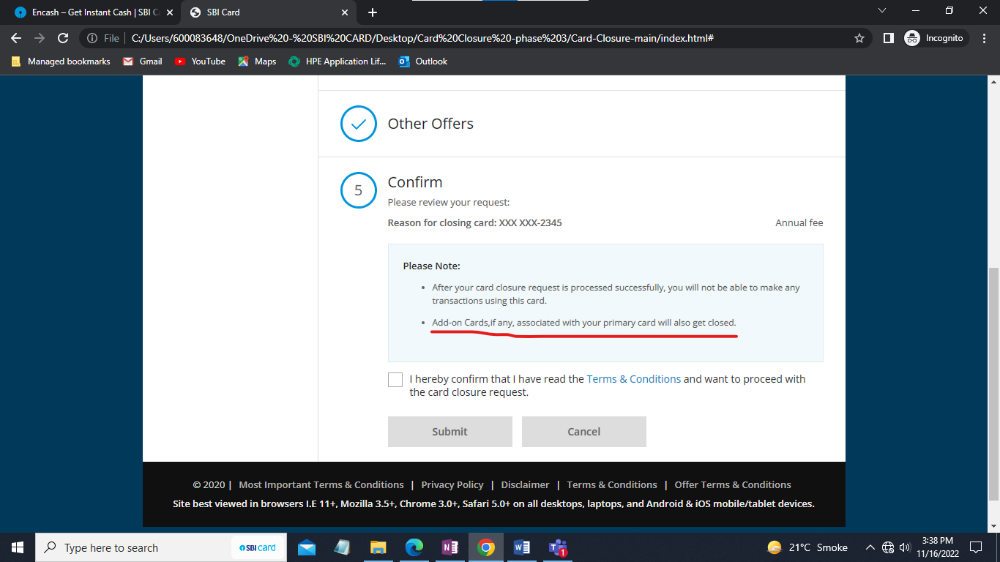 Encash – Get Instant Cash | SBI C
SBI Card
File
C:/Users/600083648/OneDrive%20-%20SBI%20CARD/Desktop/Card%20Closure%20-phase%203/Card-Closure-main/index.html#
Incognito
Managed bookmarks
Gmail
YouTube
Maps
HPE Application Lif...
Outlook
Other Offers
5
Confirm
Please review your request:
Reason for closing card: XXX XXX-2345
Annual fee
Please Note:
• After your card closure request is processed successfully, you will not be able to make any
transactions using this card.
• Add-on Cards,if any, associated with your primary card will also get closed.
I hereby confirm that I have read the Terms & Conditions and want to proceed with
the card closure request.
Submit
Cancel
© 2020 | Most Important Terms & Conditions | Privacy Policy | Disclaimer | Terms & Conditions | Offer Terms & Conditions
Site best viewed in browsers I.E 11+, Mozilla 3.5+, Chrome 3.0+, Safari 5.0+ on all desktops, laptops, and Android & iOS mobile/tablet devices.
Type here to search
SBI card
N
W
1
21°C Smoke
3:38 PM
11/16/2022